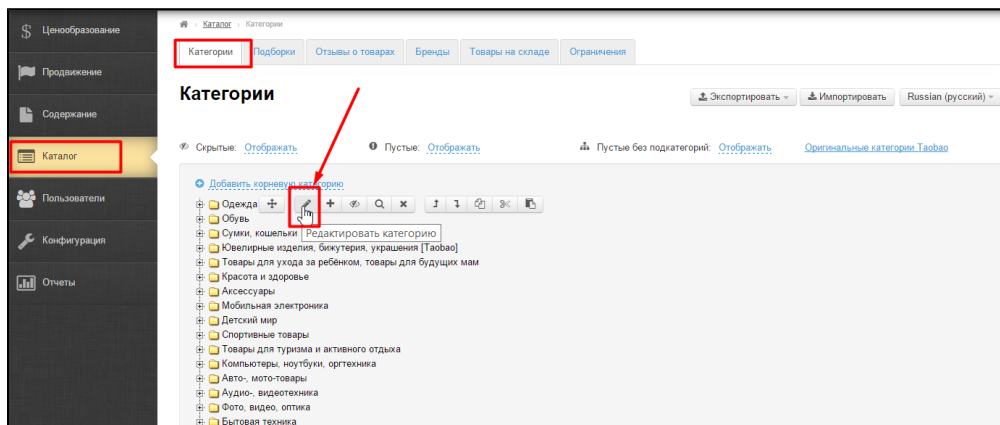 Ценообразование
Продвижение
Содержание
Каталог
Пользователи
Конфигурация
Отчеты
Каталог Категории
Категории Подборки Отзывы о товарах Бренды Товары на складе Ограничения
Категории
Экспортировать Импортировать Russian (русский)
Скрытые: Отображать Пустые: Отображать Пустые без подкатегорий: Отображать Оригинальные категории Taobao
Добавить корневую категорию
Одежда
Обувь
Сумки, кошельки Редактировать категорию
Ювелирные изделия, бижутерия, украшения [Taobao]
Товары для ухода за ребёнком, товары для будущих мам
Красота и здоровье
Аксессуары
Мобильная электроника
Детский мир
Спортивные товары
Товары для туризма и активного отдыха
Компьютеры, ноутбуки, оргтехника
Авто-, мото-товары
Аудио-, видеотехника
Фото, видео, оптика
Бытовая техника